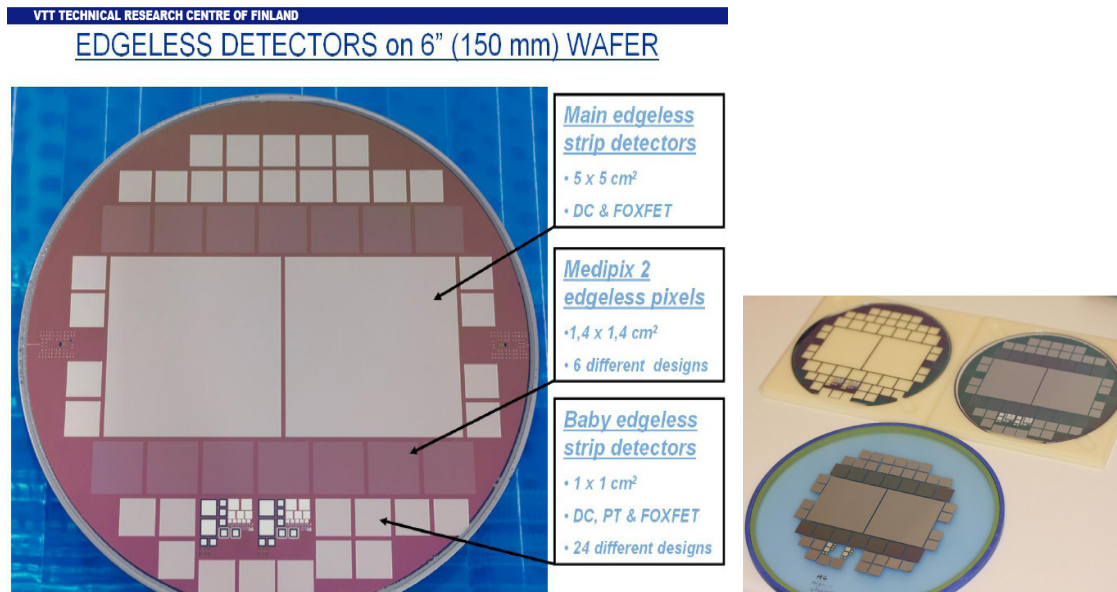 VTT TECHNICAL RESEARCH CENTRE OF FINLAND
EDGELESS DETECTORS on 6” (150 mm) WAFER
Main edgeless
strip detectors
• 5 x 5 cm²
• DC & FOXFET
Medipix 2
edgeless pixels
•1,4 x 1,4 cm²
• 6 different designs
Baby edgeless
strip detectors
• 1 x 1 cm²
• DC, PT & FOXFET
• 24 different designs